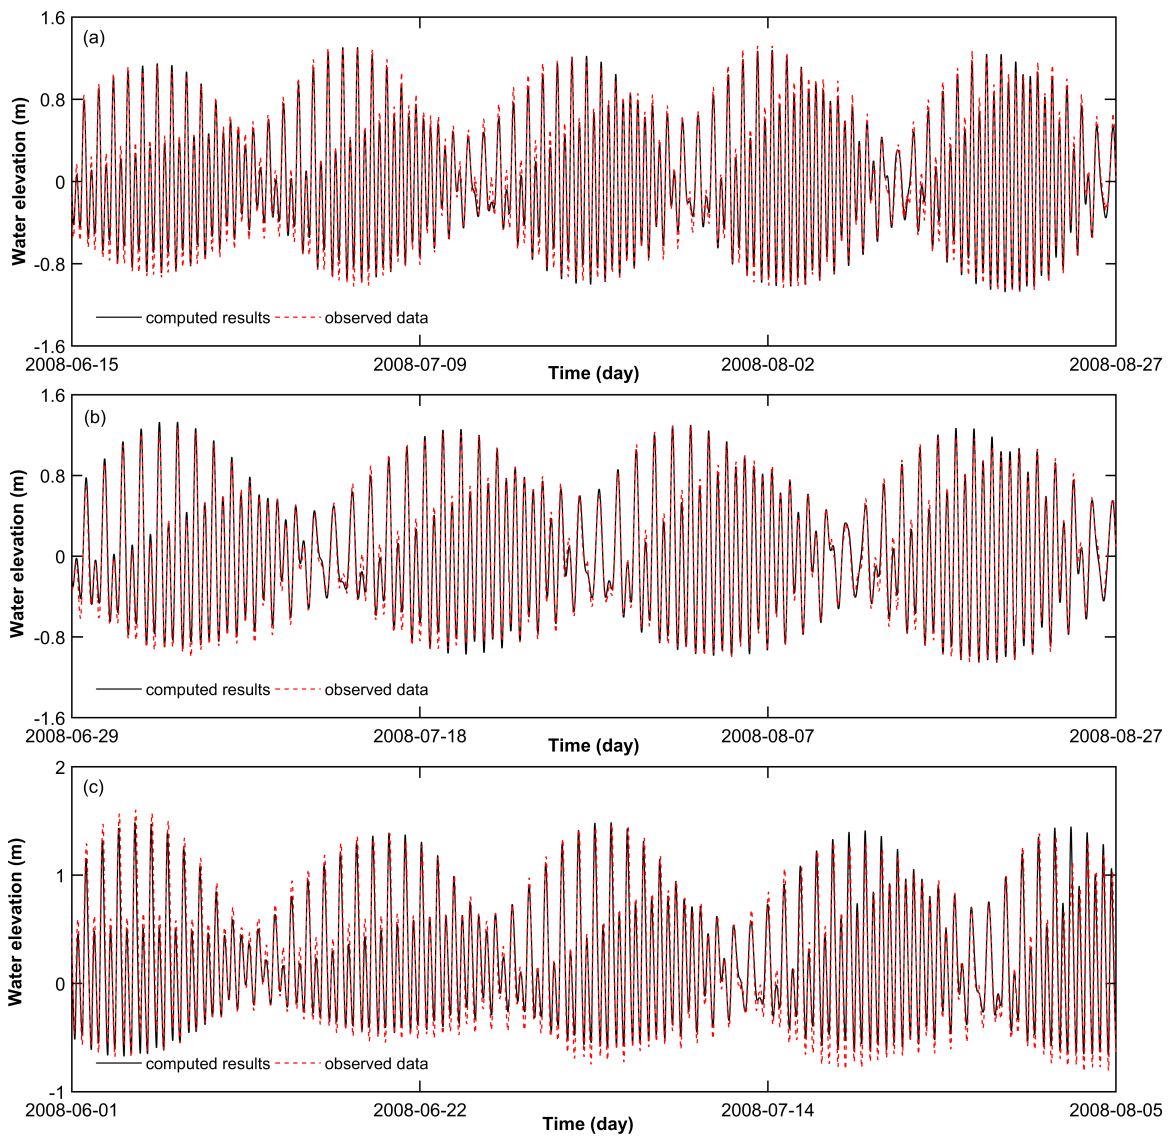 1.6
(a)
0.8
Water elevation (m)
0
-0.8
computed results
observed data
-1.6
2008-06-15
2008-07-09
2008-08-02
2008-08-27
Time (day)
1.6
(b)
0.8
Water elevation (m)
0
-0.8
computed results
observed data
-1.6
2008-06-29
2008-07-18
2008-08-07
2008-08-27
Time (day)
2
(c)
1
Water elevation (m)
0
computed results
observed data
-1
2008-06-01
2008-06-22
2008-07-14
2008-08-05
Time (day)